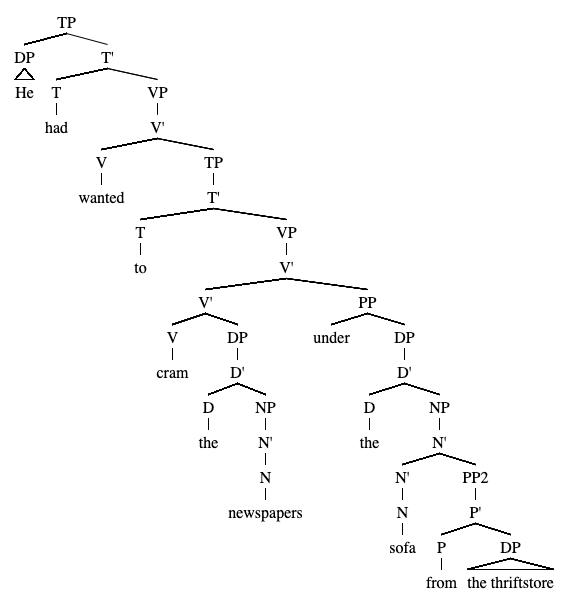 TP
DP T'
He T VP
had V'
V TP
wanted T'
T VP
to V'
V' PP
V DP under DP
cram D' D'
D NP D NP
the N' the N'
N N' PP2
newspapers N P'
sofa P DP
from the thriftstore